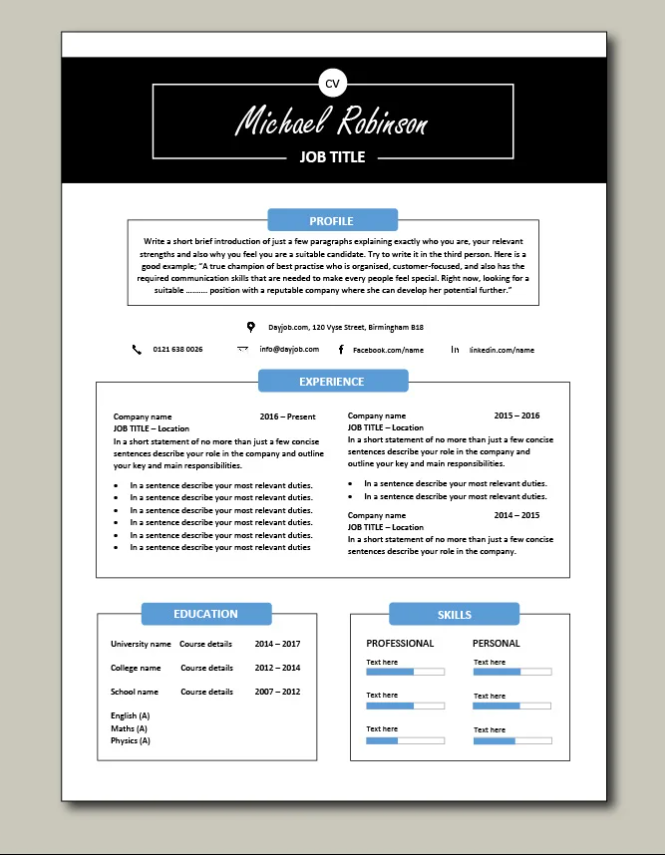 CV
Michael Robinson
JOB TITLE
PROFILE
Write a short brief introduction of just a few paragraphs explaining exactly who you are, your relevant
strengths and also why you feel you are a suitable candidate. Try to write it in the third person. Here is a
good example; “A true champion of best practise who is organised, customer-focused, and also has the
required communication skills that are needed to make every people feel special. Right now, looking for a
suitable ........... position with a reputable company where she can develop her potential further.”
Dayjob.com, 120 Vyse Street, Birmingham B18
0121 638 0026 info@dayjob.com Facebook.com/name In linkedin.com/name
EXPERIENCE
Company name 2016 – Present
JOB TITLE – Location
In a short statement of no more than just a few concise
sentences describe your role in the company and outline
your key and main responsibilities.
• In a sentence describe your most relevant duties.
• In a sentence describe your most relevant duties.
• In a sentence describe your most relevant duties.
• In a sentence describe your most relevant duties.
• In a sentence describe your most relevant duties.
• In a sentence describe your most relevant duties
Company name 2015 – 2016
JOB TITLE – Location
In a short statement of no more than just a few concise
sentences describe your role in the company and
outline your key and main responsibilities.
• In a sentence describe your most relevant duties.
• In a sentence describe your most relevant duties.
Company name 2014 – 2015
JOB TITLE – Location
In a short statement of no more than just a few concise
sentences describe your role in the company.
EDUCATION
University name Course details 2014 – 2017
College name Course details 2012 – 2014
School name Course details 2007 – 2012
English (A)
Maths (A)
Physics (A)
SKILLS
PROFESSIONAL PERSONAL
Text here Text here
Text here Text here
Text here Text here